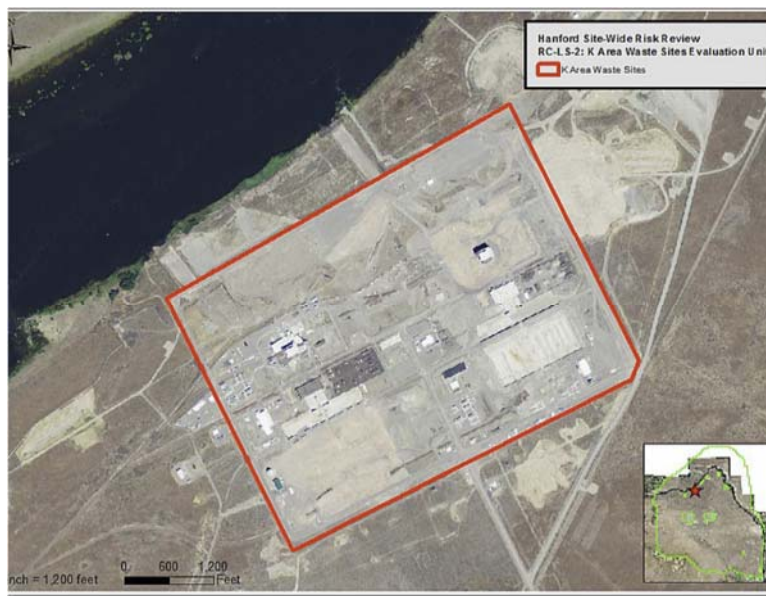 Hanford Site-Wide Risk Review
RC-LS-2: K Area Waste Sites Evaluation Uni
K Area Waste Sites
nch = 1,200 feet
0 600 1,200
Feet